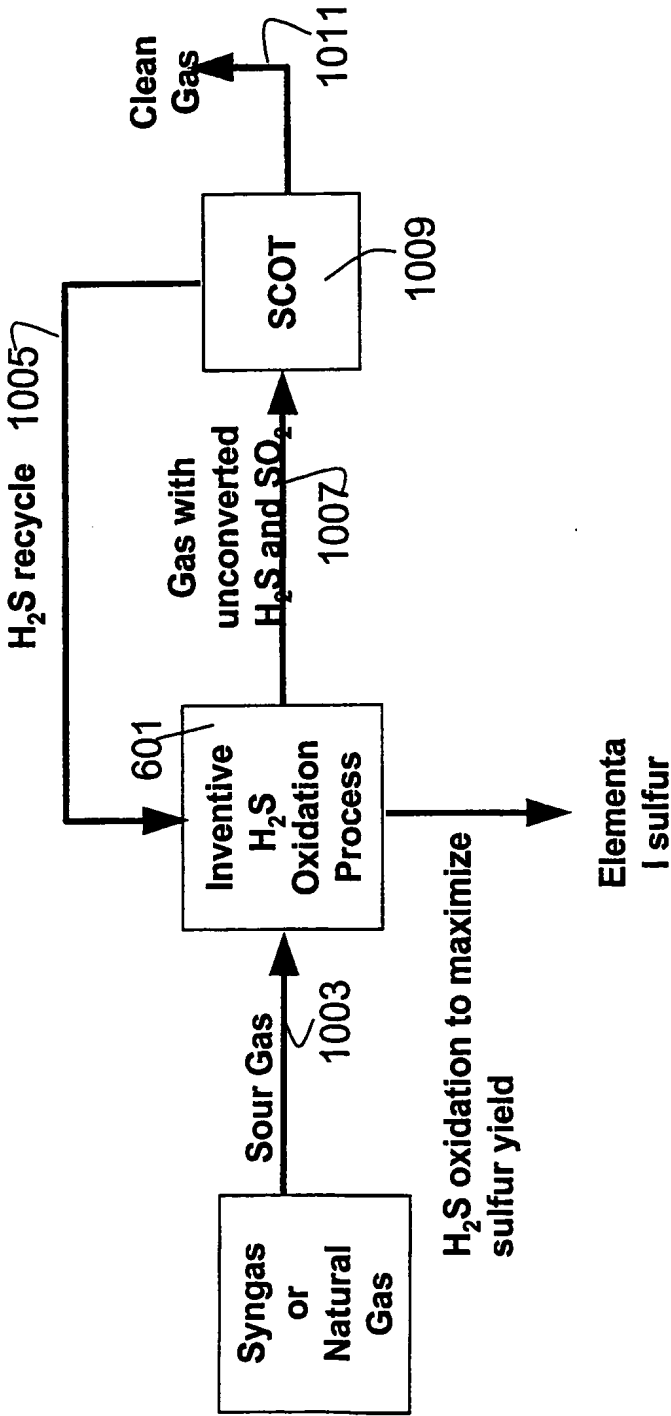 Syngas
or
Natural
Gas
Sour Gas
1003
Inventive
H₂S
Oxidation
Process
601
H₂S recycle 1005
Gas with
unconverted
H₂S and SO₂
1007
SCOT
1009
Clean
Gas
1011
H₂S oxidation to maximize
sulfur yield
Elementa
l sulfur